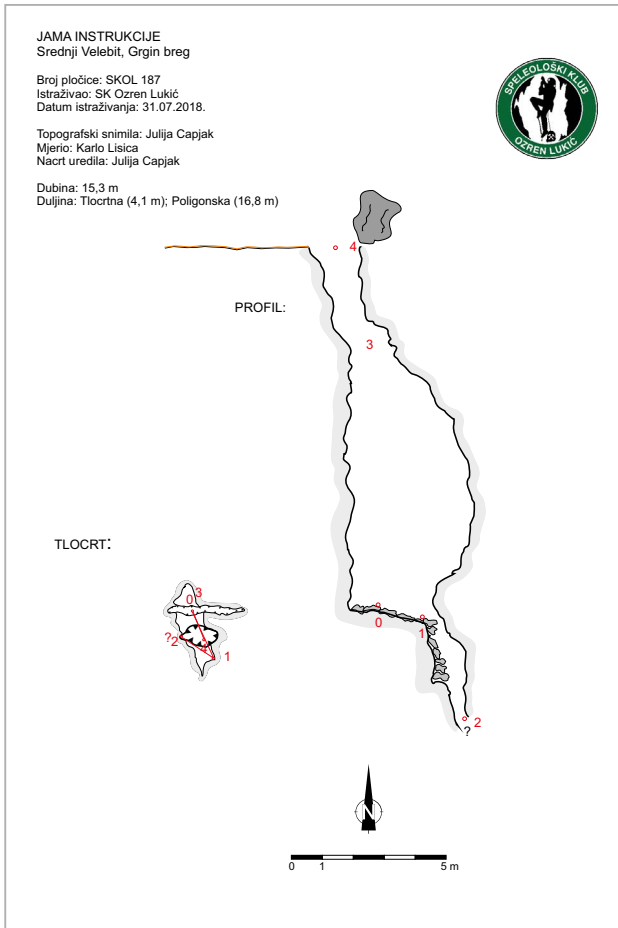 JAMA INSTRUKCIJE
Srednji Velebit, Grgin breg
Broj pločice: SKOL 187
Istraživao: SK Ozren Lukić
Datum istraživanja: 31.07.2018.
Topografski snimila: Julija Capjak
Mjerio: Karlo Lisica
Nacrt uredila: Julija Capjak
Dubina: 15,3 m
Duljina: Tlocrtna (4,1 m); Poligonska (16,8 m)
SPELEOLOŠKI KLUB
OZREN LUKIĆ
4
PROFIL:
3
TLOCRT:
3
0
?2
4
1
0
1
2
?
N
0 1 5 m